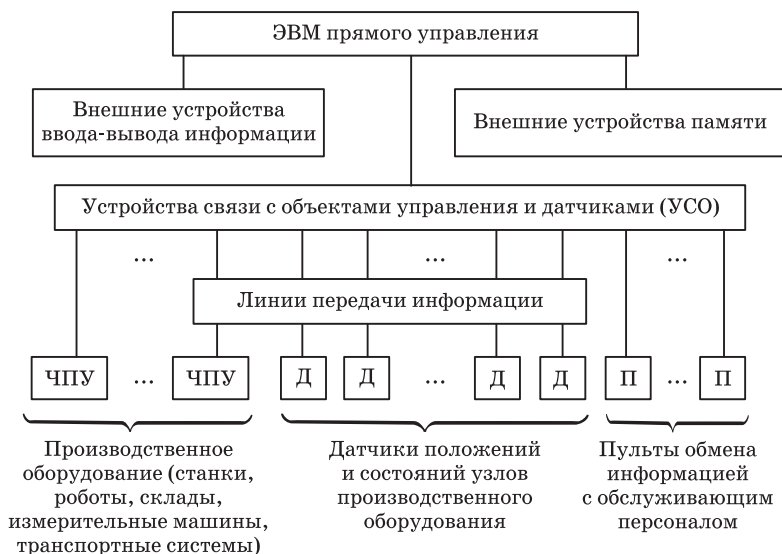 ЭВМ прямого управления
Внешние устройства
ввода-вывода информации
Внешние устройства памяти
Устройства связи с объектами управления и датчиками (УСО)
... ... ...
Линии передачи информации
ЧПУ ... ЧПУ Д Д ... Д Д П ... П
Производственное
оборудование (станки,
роботы, склады,
измерительные машины,
транспортные системы)
Датчики положений
и состояний узлов
производственного
оборудования
Пульты обмена
информацией
с обслуживающим
персоналом